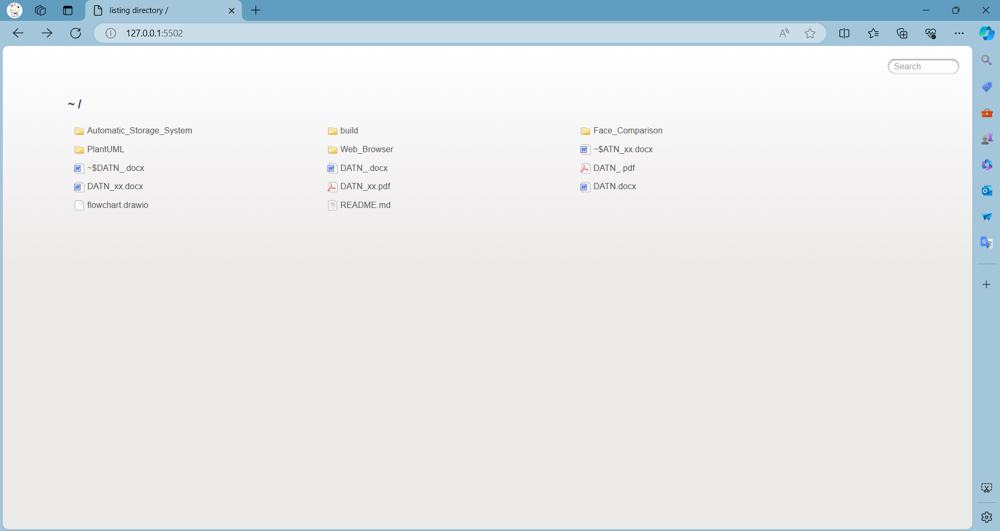 listing directory /
127.0.0.1:5502
Search
~ /
Automatic_Storage_System build Face_Comparison
PlantUML Web_Browser ~$ATN_xx.docx
~$DATN_.docx DATN_.docx DATN_.pdf
DATN_xx.docx DATN_xx.pdf DATN.docx
flowchart.drawio README.md